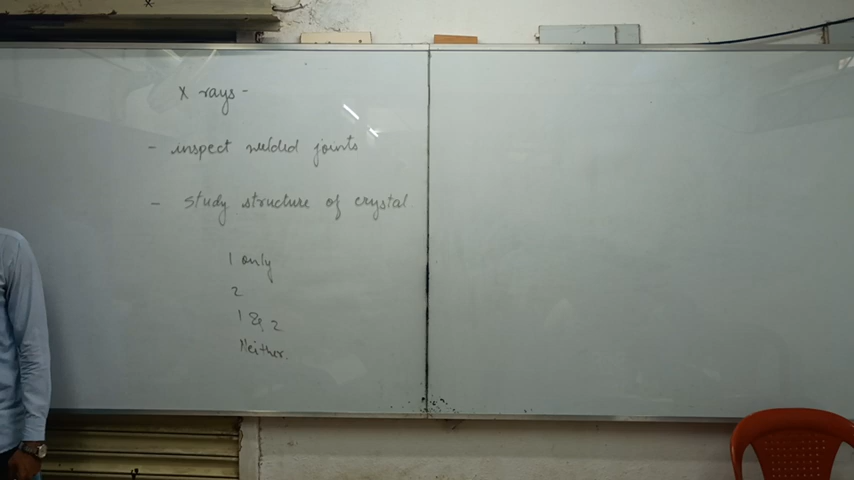 X rays -
- inspect welded joints
- study structure of crystal
1 only
2
1 & 2
Neither.